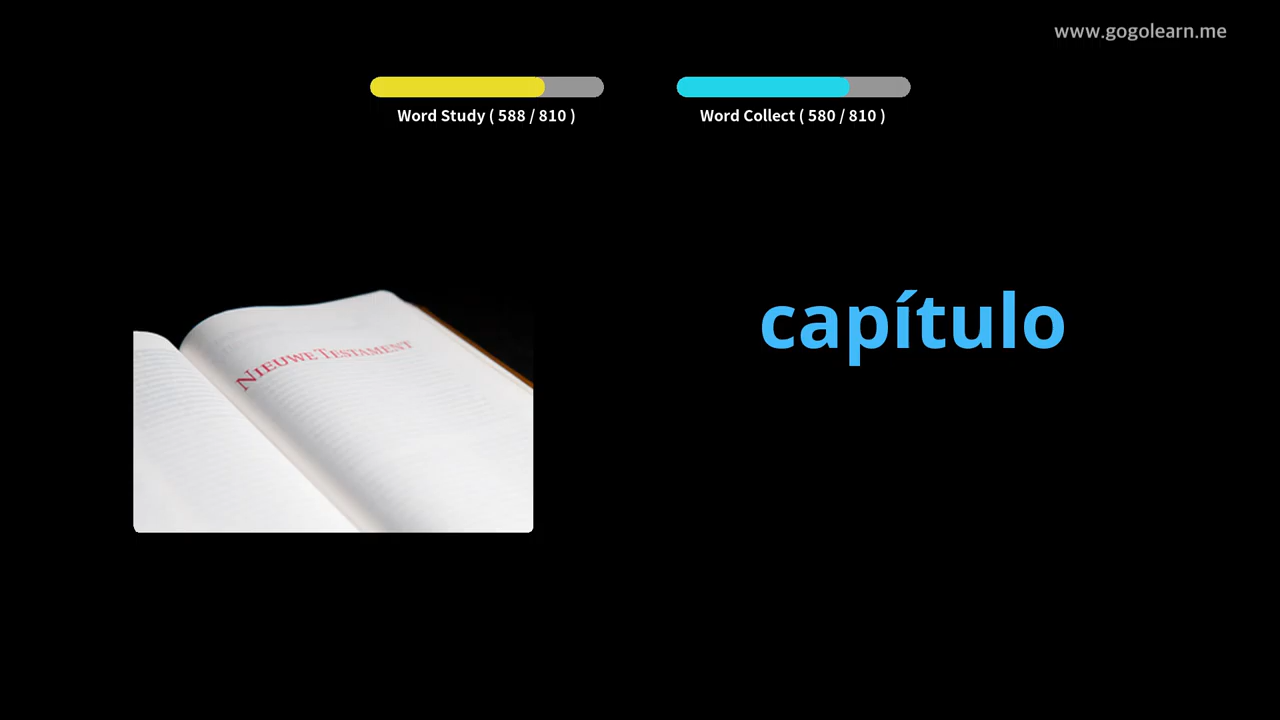 www.gogolearn.me
Word Study ( 588 / 810 )
Word Collect ( 580 / 810 )
NIEUWE TESTAMENT
capítulo